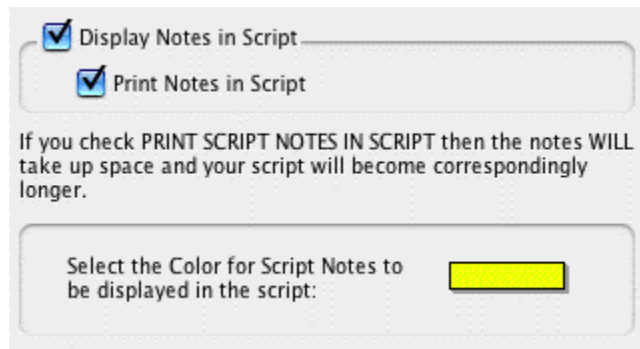 Display Notes in Script
Print Notes in Script
If you check PRINT SCRIPT NOTES IN SCRIPT then the notes WILL
take up space and your script will become correspondingly
longer.
Select the Color for Script Notes to
be displayed in the script: